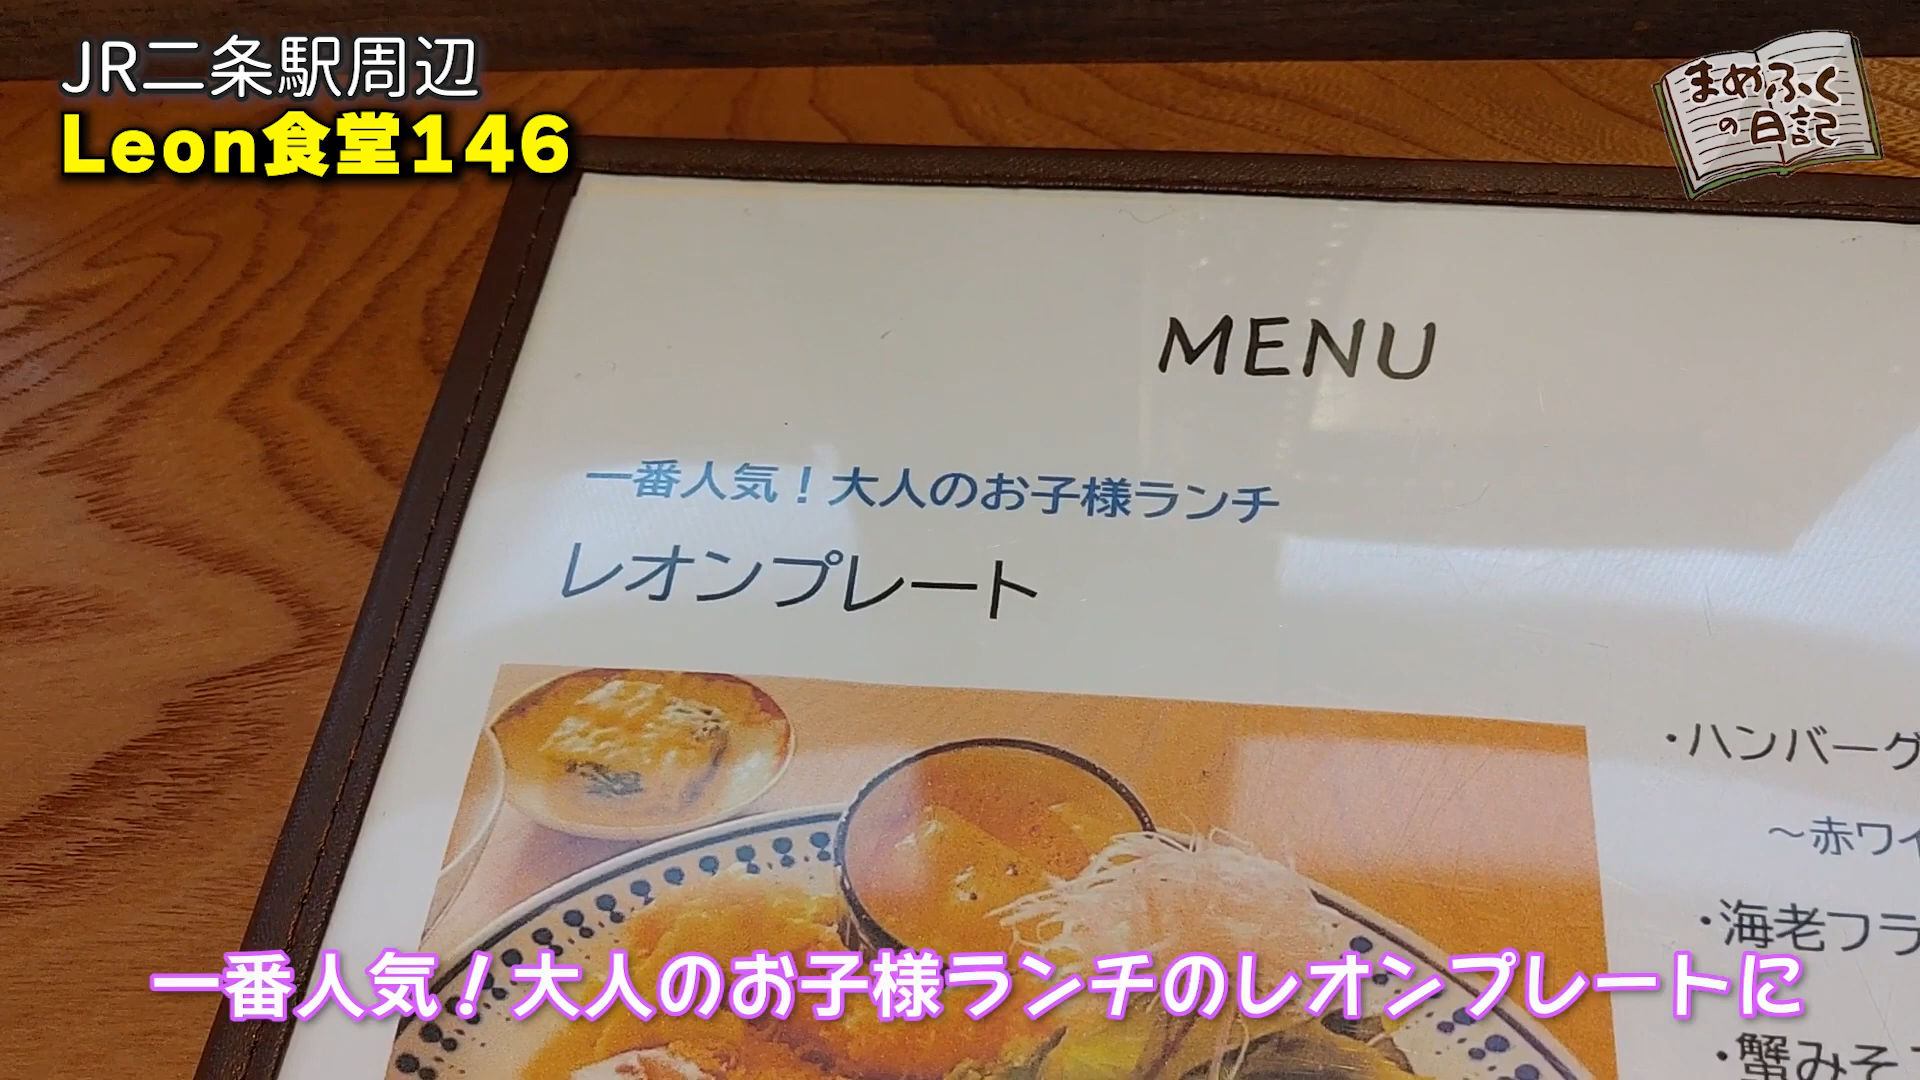 JR二条駅周辺
Leon食堂146
まめふく
の日記
MENU
一番人気！大人のお子様ランチ
レオンプレート
・ハンバーグ
～赤ワイ
・海老フラ
・蟹みそ
一番人気！大人のお子様ランチのレオンプレートに